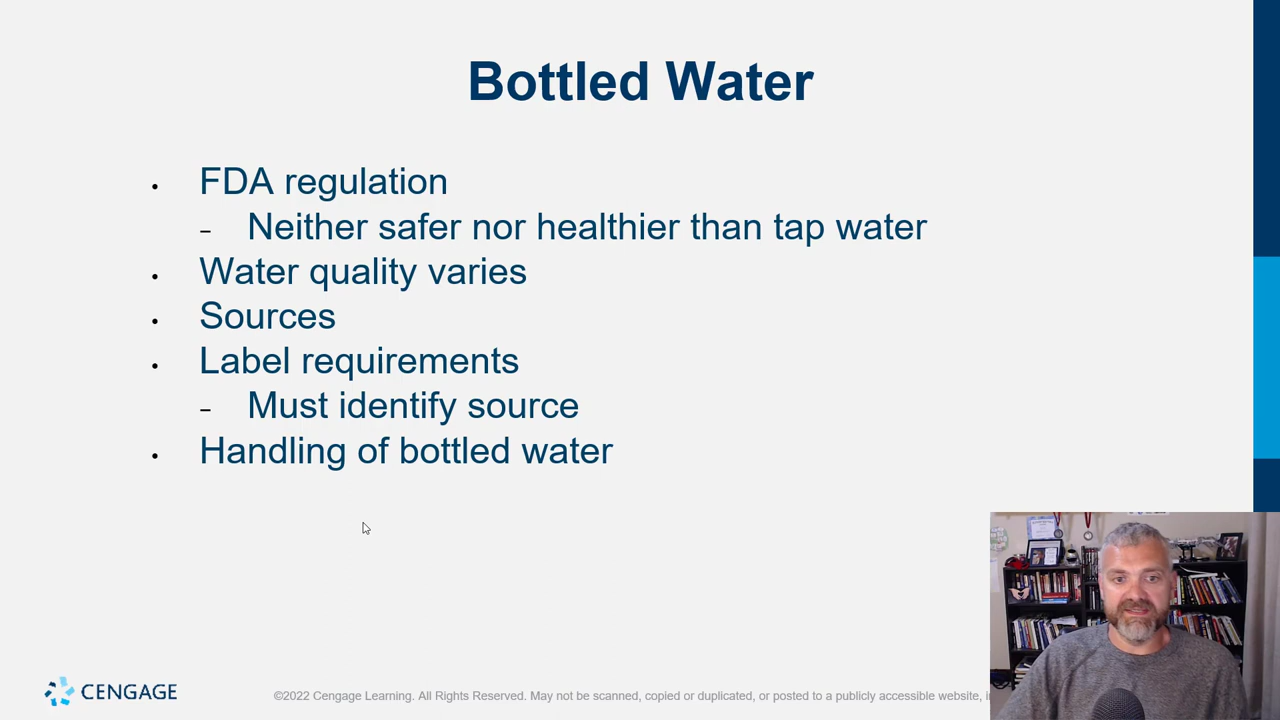 Bottled Water
• FDA regulation
– Neither safer nor healthier than tap water
• Water quality varies
• Sources
• Label requirements
– Must identify source
• Handling of bottled water
CENGAGE
©2022 Cengage Learning. All Rights Reserved. May not be scanned, copied or duplicated, or posted to a publicly accessible website,